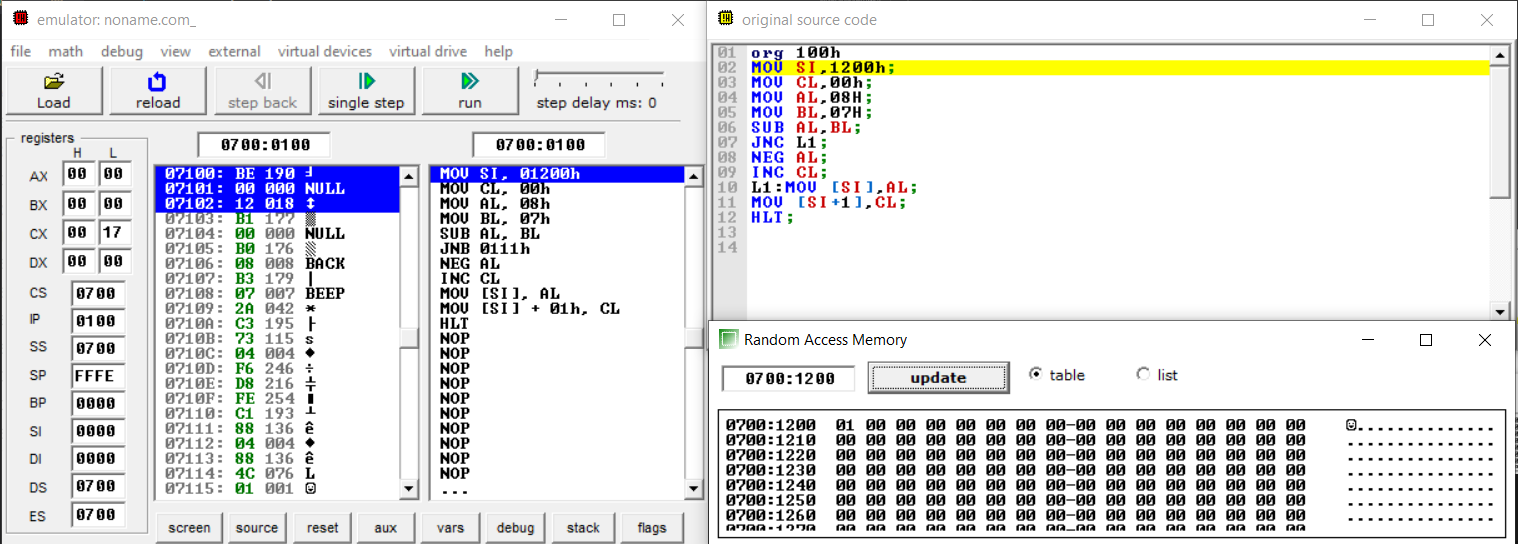 emulator: noname.com_
file math debug view external virtual devices virtual drive help
Load reload step back single step run step delay ms: 0
registers
H L
AX 00 00
BX 00 00
CX 00 17
DX 00 00
CS 0700
IP 0100
SS 0700
SP FFFE
BP 0000
SI 0000
DI 0000
DS 0700
ES 0700
0700:0100
07100: BE 190 ╛
07101: 00 000 NULL
07102: 12 018 ↕
07103: B1 177 ▒
07104: 00 000 NULL
07105: B0 176 ░
07106: 08 008 BACK
07107: B3 179 │
07108: 07 007 BEEP
07109: 2A 042 *
0710A: C3 195 ├
0710B: 73 115 s
0710C: 04 004 ♦
0710D: F6 246 ÷
0710E: D8 216 ╪
0710F: FE 254 ■
07110: C1 193 ┴
07111: 88 136 ê
07112: 04 004 ♦
07113: 88 136 ê
07114: 4C 076 L
07115: 01 001 ☺
0700:0100
MOV SI, 01200h
MOV CL, 00h
MOV AL, 08h
MOV BL, 07h
SUB AL, BL
JNB 0111h
NEG AL
INC CL
MOV [SI], AL
MOV [SI] + 01h, CL
HLT
NOP
NOP
NOP
NOP
NOP
NOP
NOP
NOP
NOP
NOP
...
screen source reset aux vars debug stack flags
original source code
01 org 100h
02 MOV SI,1200h;
03 MOV CL,00h;
04 MOV AL,08H;
05 MOV BL,07H;
06 SUB AL,BL;
07 JNC L1;
08 NEG AL;
09 INC CL;
10 L1:MOV [SI],AL;
11 MOV [SI+1],CL;
12 HLT;
13
14
Random Access Memory
0700:1200 update table list
0700:1200 01 00 00 00 00 00 00 00-00 00 00 00 00 00 00 00 ☺...............
0700:1210 00 00 00 00 00 00 00 00-00 00 00 00 00 00 00 00 ................
0700:1220 00 00 00 00 00 00 00 00-00 00 00 00 00 00 00 00 ................
0700:1230 00 00 00 00 00 00 00 00-00 00 00 00 00 00 00 00 ................
0700:1240 00 00 00 00 00 00 00 00-00 00 00 00 00 00 00 00 ................
0700:1250 00 00 00 00 00 00 00 00-00 00 00 00 00 00 00 00 ................
0700:1260 00 00 00 00 00 00 00 00-00 00 00 00 00 00 00 00 ................